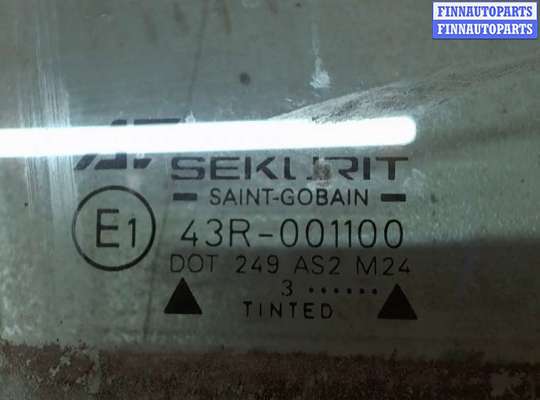 FINNAUTOPARTS
FINNAUTOPARTS
SEKURIT
SAINT-GOBAIN
E1 43R-001100
DOT 249 AS2 M24
3 ••••••
TINTED